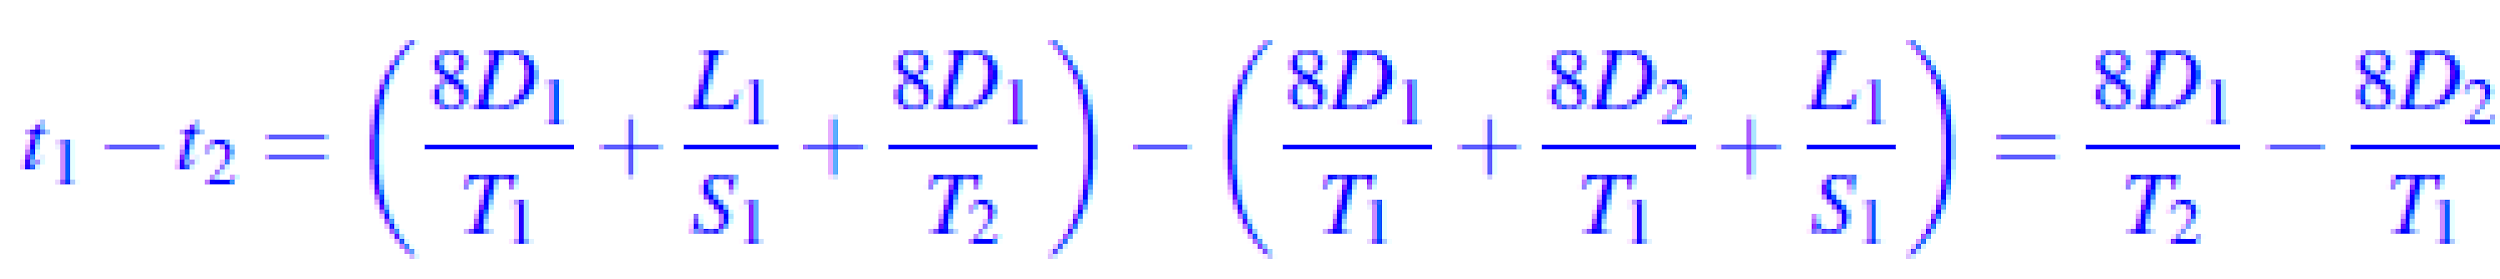 t₁ − t₂ = (8D₁/T₁ + L₁/S₁ + 8D₁/T₂) − (8D₁/T₁ + 8D₂/T₁ + L₁/S₁) = 8D₁/T₂ − 8D₂/T₁